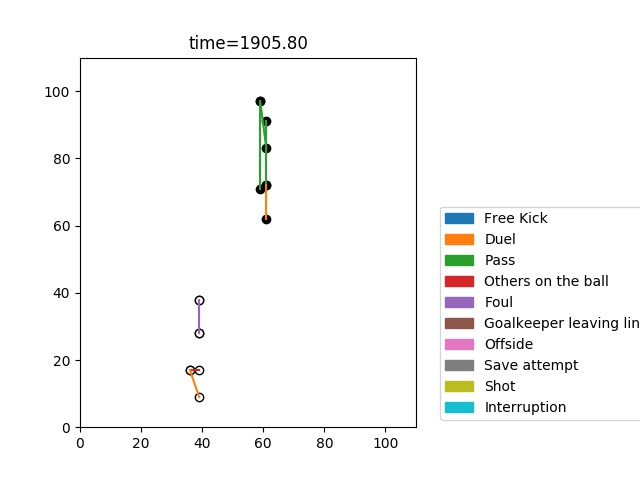 time=1905.80
100
80
60
40
20
0
0 20 40 60 80 100
Free Kick
Duel
Pass
Others on the ball
Foul
Goalkeeper leaving lin
Offside
Save attempt
Shot
Interruption